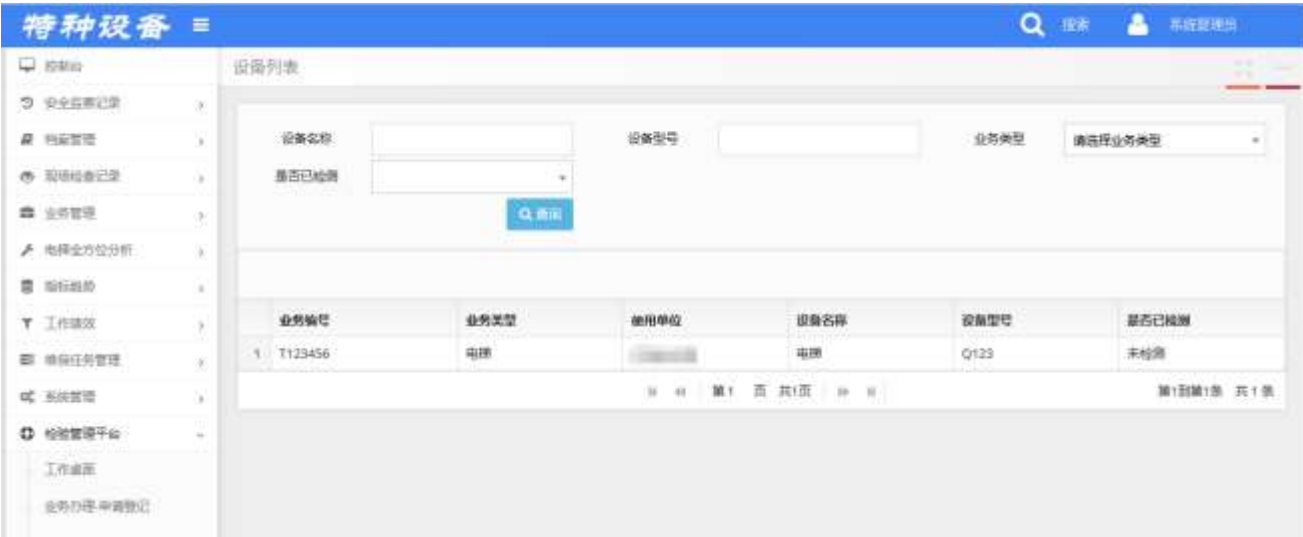 特种设备
搜索 系统管理员
控制台
设备列表
安全监察记录
档案管理
现场检查记录
业务管理
电梯全方位分析
指标趋势
工作绩效
维保任务管理
系统管理
检验管理平台
工作桌面
业务办理-申请登记
设备名称 设备型号 业务类型 请选择业务类型
是否已检测
查询
业务编号 业务类型 使用单位 设备名称 设备型号 是否已检测
1 T123456 电梯 电梯 Q123 未检测
第1 页 共1页 第1到第1条 共1条